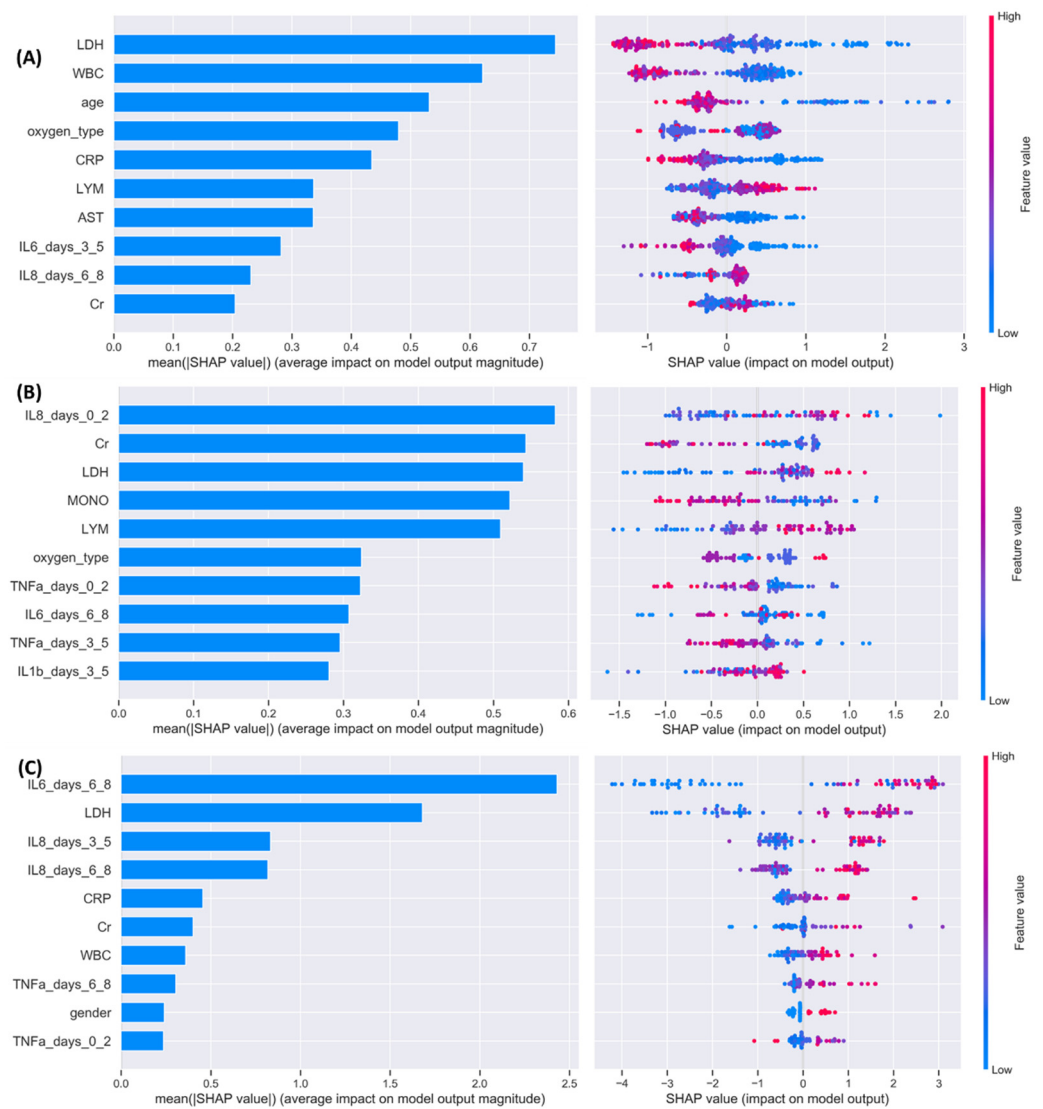 (A)
LDH
WBC
age
oxygen_type
CRP
LYM
AST
IL6_days_3_5
IL8_days_6_8
Cr
0.0 0.1 0.2 0.3 0.4 0.5 0.6 0.7
mean(|SHAP value|) (average impact on model output magnitude)
−1 0 1 2 3
SHAP value (impact on model output)
High
Feature value
Low
(B)
IL8_days_0_2
Cr
LDH
MONO
LYM
oxygen_type
TNFa_days_0_2
IL6_days_6_8
TNFa_days_3_5
IL1b_days_3_5
0.0 0.1 0.2 0.3 0.4 0.5 0.6
mean(|SHAP value|) (average impact on model output magnitude)
−1.5 −1.0 −0.5 0.0 0.5 1.0 1.5 2.0
SHAP value (impact on model output)
High
Feature value
Low
(C)
IL6_days_6_8
LDH
IL8_days_3_5
IL8_days_6_8
CRP
Cr
WBC
TNFa_days_6_8
gender
TNFa_days_0_2
0.0 0.5 1.0 1.5 2.0 2.5
mean(|SHAP value|) (average impact on model output magnitude)
−4 −3 −2 −1 0 1 2 3
SHAP value (impact on model output)
High
Feature value
Low